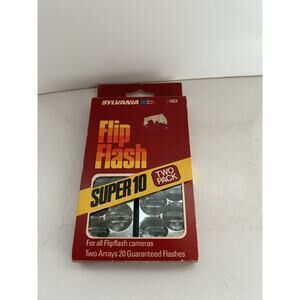 SYLVANIA
Flip
Flash
SUPER 10
TWO
PACK
For all Flipflash cameras
Two Arrays 20 Guaranteed Flashes